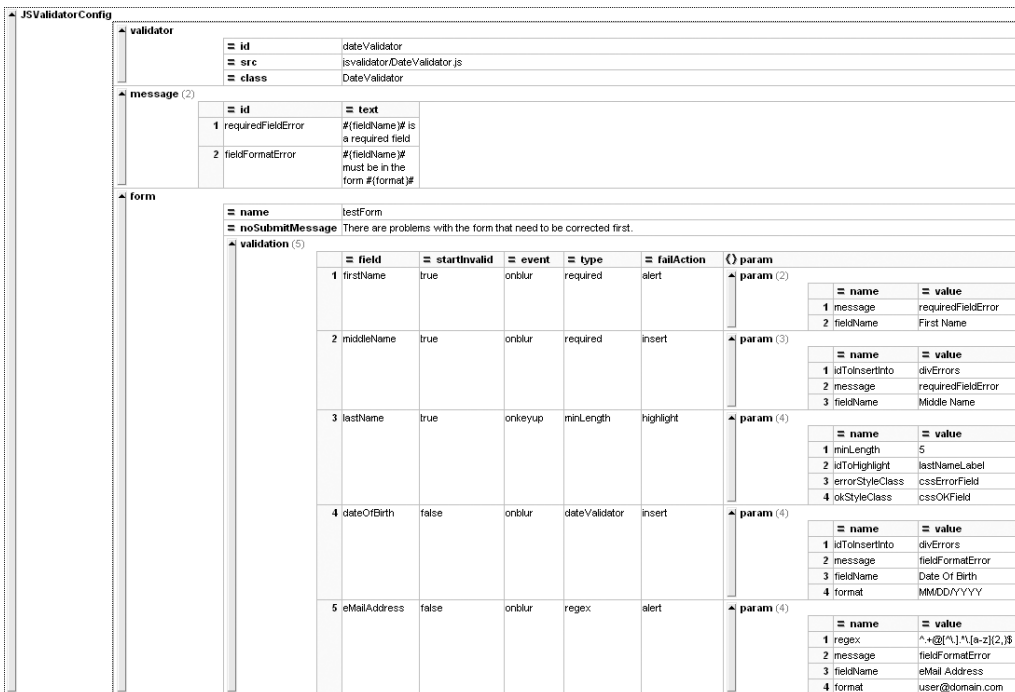 JSValidatorConfig
validator
= id dateValidator
= src jsvalidator/DateValidator.js
= class DateValidator
message (2)
= id = text
1 requiredFieldError #{fieldName}# is
a required field
2 fieldFormatError #{fieldName}#
must be in the
form #{format}#
form
= name testForm
= noSubmitMessage There are problems with the form that need to be corrected first.
validation (5)
= field = startInvalid = event = type = failAction {} param
1 firstName true onblur required alert param (2)
= name = value
1 message requiredFieldError
2 fieldName First Name
2 middleName true onblur required insert param (3)
= name = value
1 idToInsertInto divErrors
2 message requiredFieldError
3 fieldName Middle Name
3 lastName true onkeyup minLength highlight param (4)
= name = value
1 minLength 5
2 idToHighlight lastNameLabel
3 errorStyleClass cssErrorField
4 okStyleClass cssOKField
4 dateOfBirth false onblur dateValidator insert param (4)
= name = value
1 idToInsertInto divErrors
2 message fieldFormatError
3 fieldName Date Of Birth
4 format MM/DD/YYYY
5 eMailAddress false onblur regex alert param (4)
= name = value
1 regex ^.+@[^\.].*\.[a-z]{2,}$
2 message fieldFormatError
3 fieldName eMail Address
4 format user@domain.com